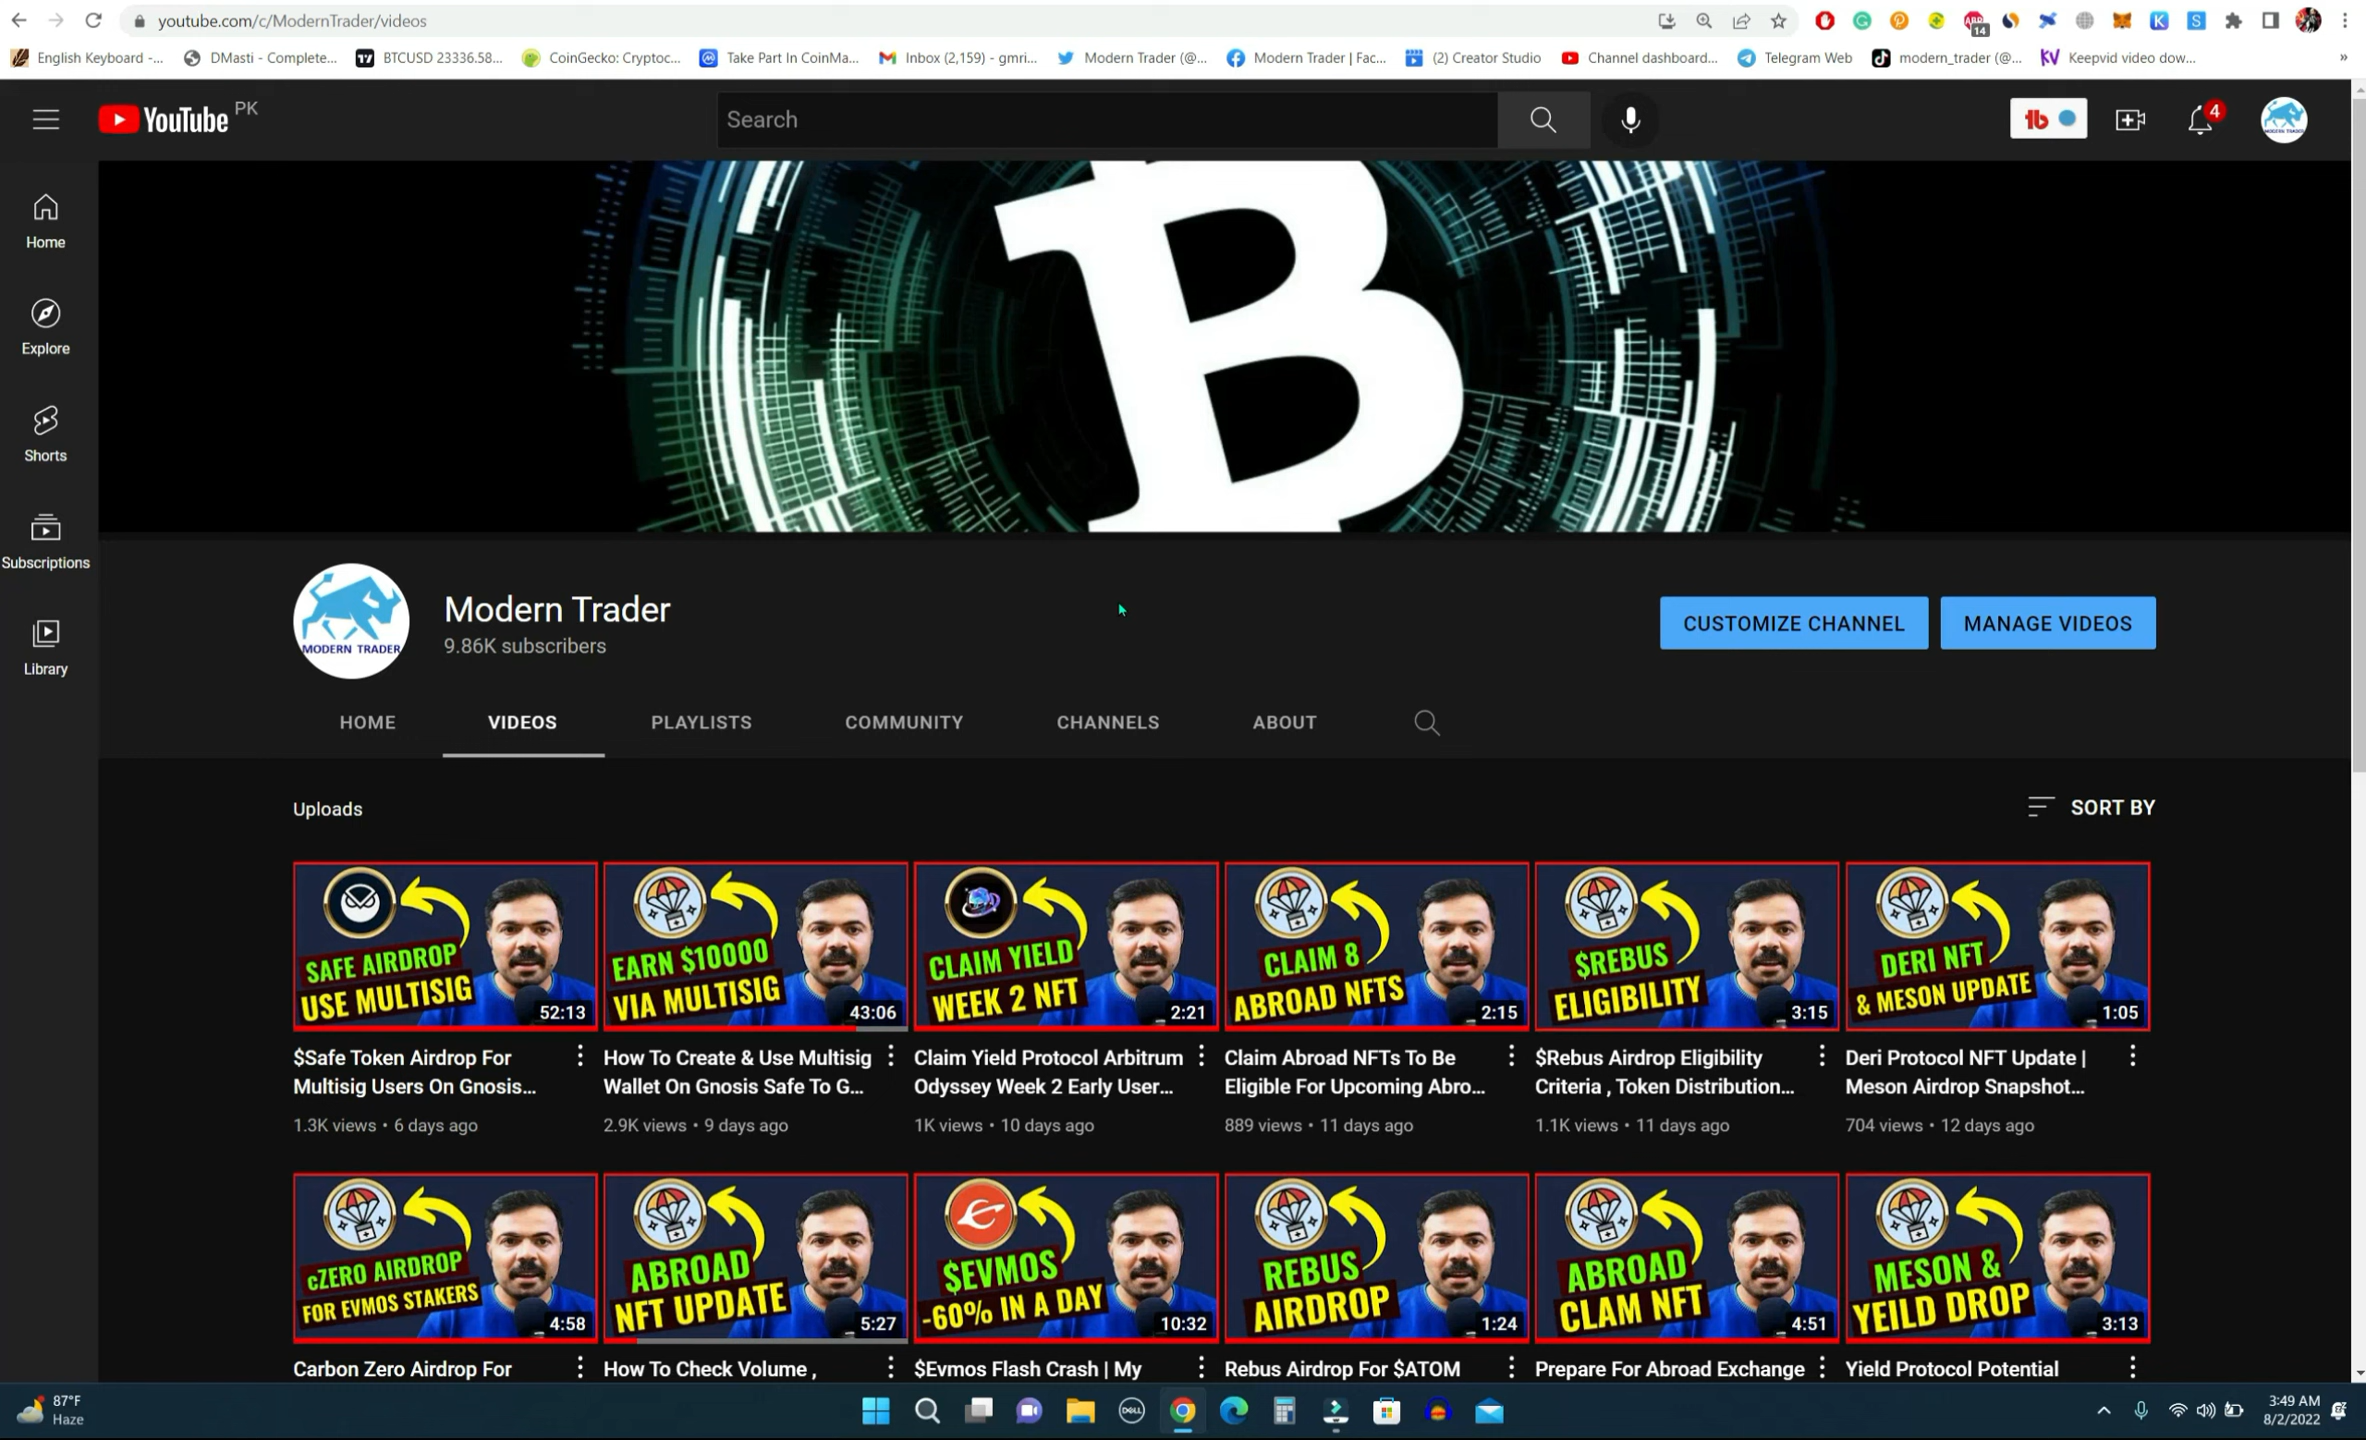 youtube.com/c/ModernTrader/videos
14
English Keyboard -...
DMasti - Complete...
BTCUSD 23336.58...
CoinGecko: Cryptoc...
Take Part In CoinMa...
Inbox (2,159) - gmri...
Modern Trader (@...
Modern Trader | Fac...
(2) Creator Studio
Channel dashboard...
Telegram Web
modern_trader (@...
KV Keepvid video dow...
»
YouTube PK
Search
4
Home
Explore
Shorts
Subscriptions
Library
B
MODERN TRADER
Modern Trader
9.86K subscribers
CUSTOMIZE CHANNEL
MANAGE VIDEOS
HOME
VIDEOS
PLAYLISTS
COMMUNITY
CHANNELS
ABOUT
Uploads
SORT BY
SAFE AIRDROP
USE MULTISIG
52:13
EARN $10000
VIA MULTISIG
43:06
CLAIM YIELD
WEEK 2 NFT
2:21
CLAIM 8
ABROAD NFTS
2:15
$REBUS
ELIGIBILITY
3:15
DERI NFT
& MESON UPDATE
1:05
$Safe Token Airdrop For
Multisig Users On Gnosis...
1.3K views • 6 days ago
How To Create & Use Multisig
Wallet On Gnosis Safe To G...
2.9K views • 9 days ago
Claim Yield Protocol Arbitrum
Odyssey Week 2 Early User...
1K views • 10 days ago
Claim Abroad NFTs To Be
Eligible For Upcoming Abro...
889 views • 11 days ago
$Rebus Airdrop Eligibility
Criteria , Token Distribution...
1.1K views • 11 days ago
Deri Protocol NFT Update |
Meson Airdrop Snapshot...
704 views • 12 days ago
cZERO AIRDROP
FOR EVMOS STAKERS
4:58
ABROAD
NFT UPDATE
5:27
$EVMOS
-60% IN A DAY
10:32
REBUS
AIRDROP
1:24
ABROAD
CLAM NFT
4:51
MESON &
YEILD DROP
3:13
Carbon Zero Airdrop For
How To Check Volume ,
$Evmos Flash Crash | My
Rebus Airdrop For $ATOM
Prepare For Abroad Exchange
Yield Protocol Potential
87°F
Haze
DELL
3:49 AM
8/2/2022